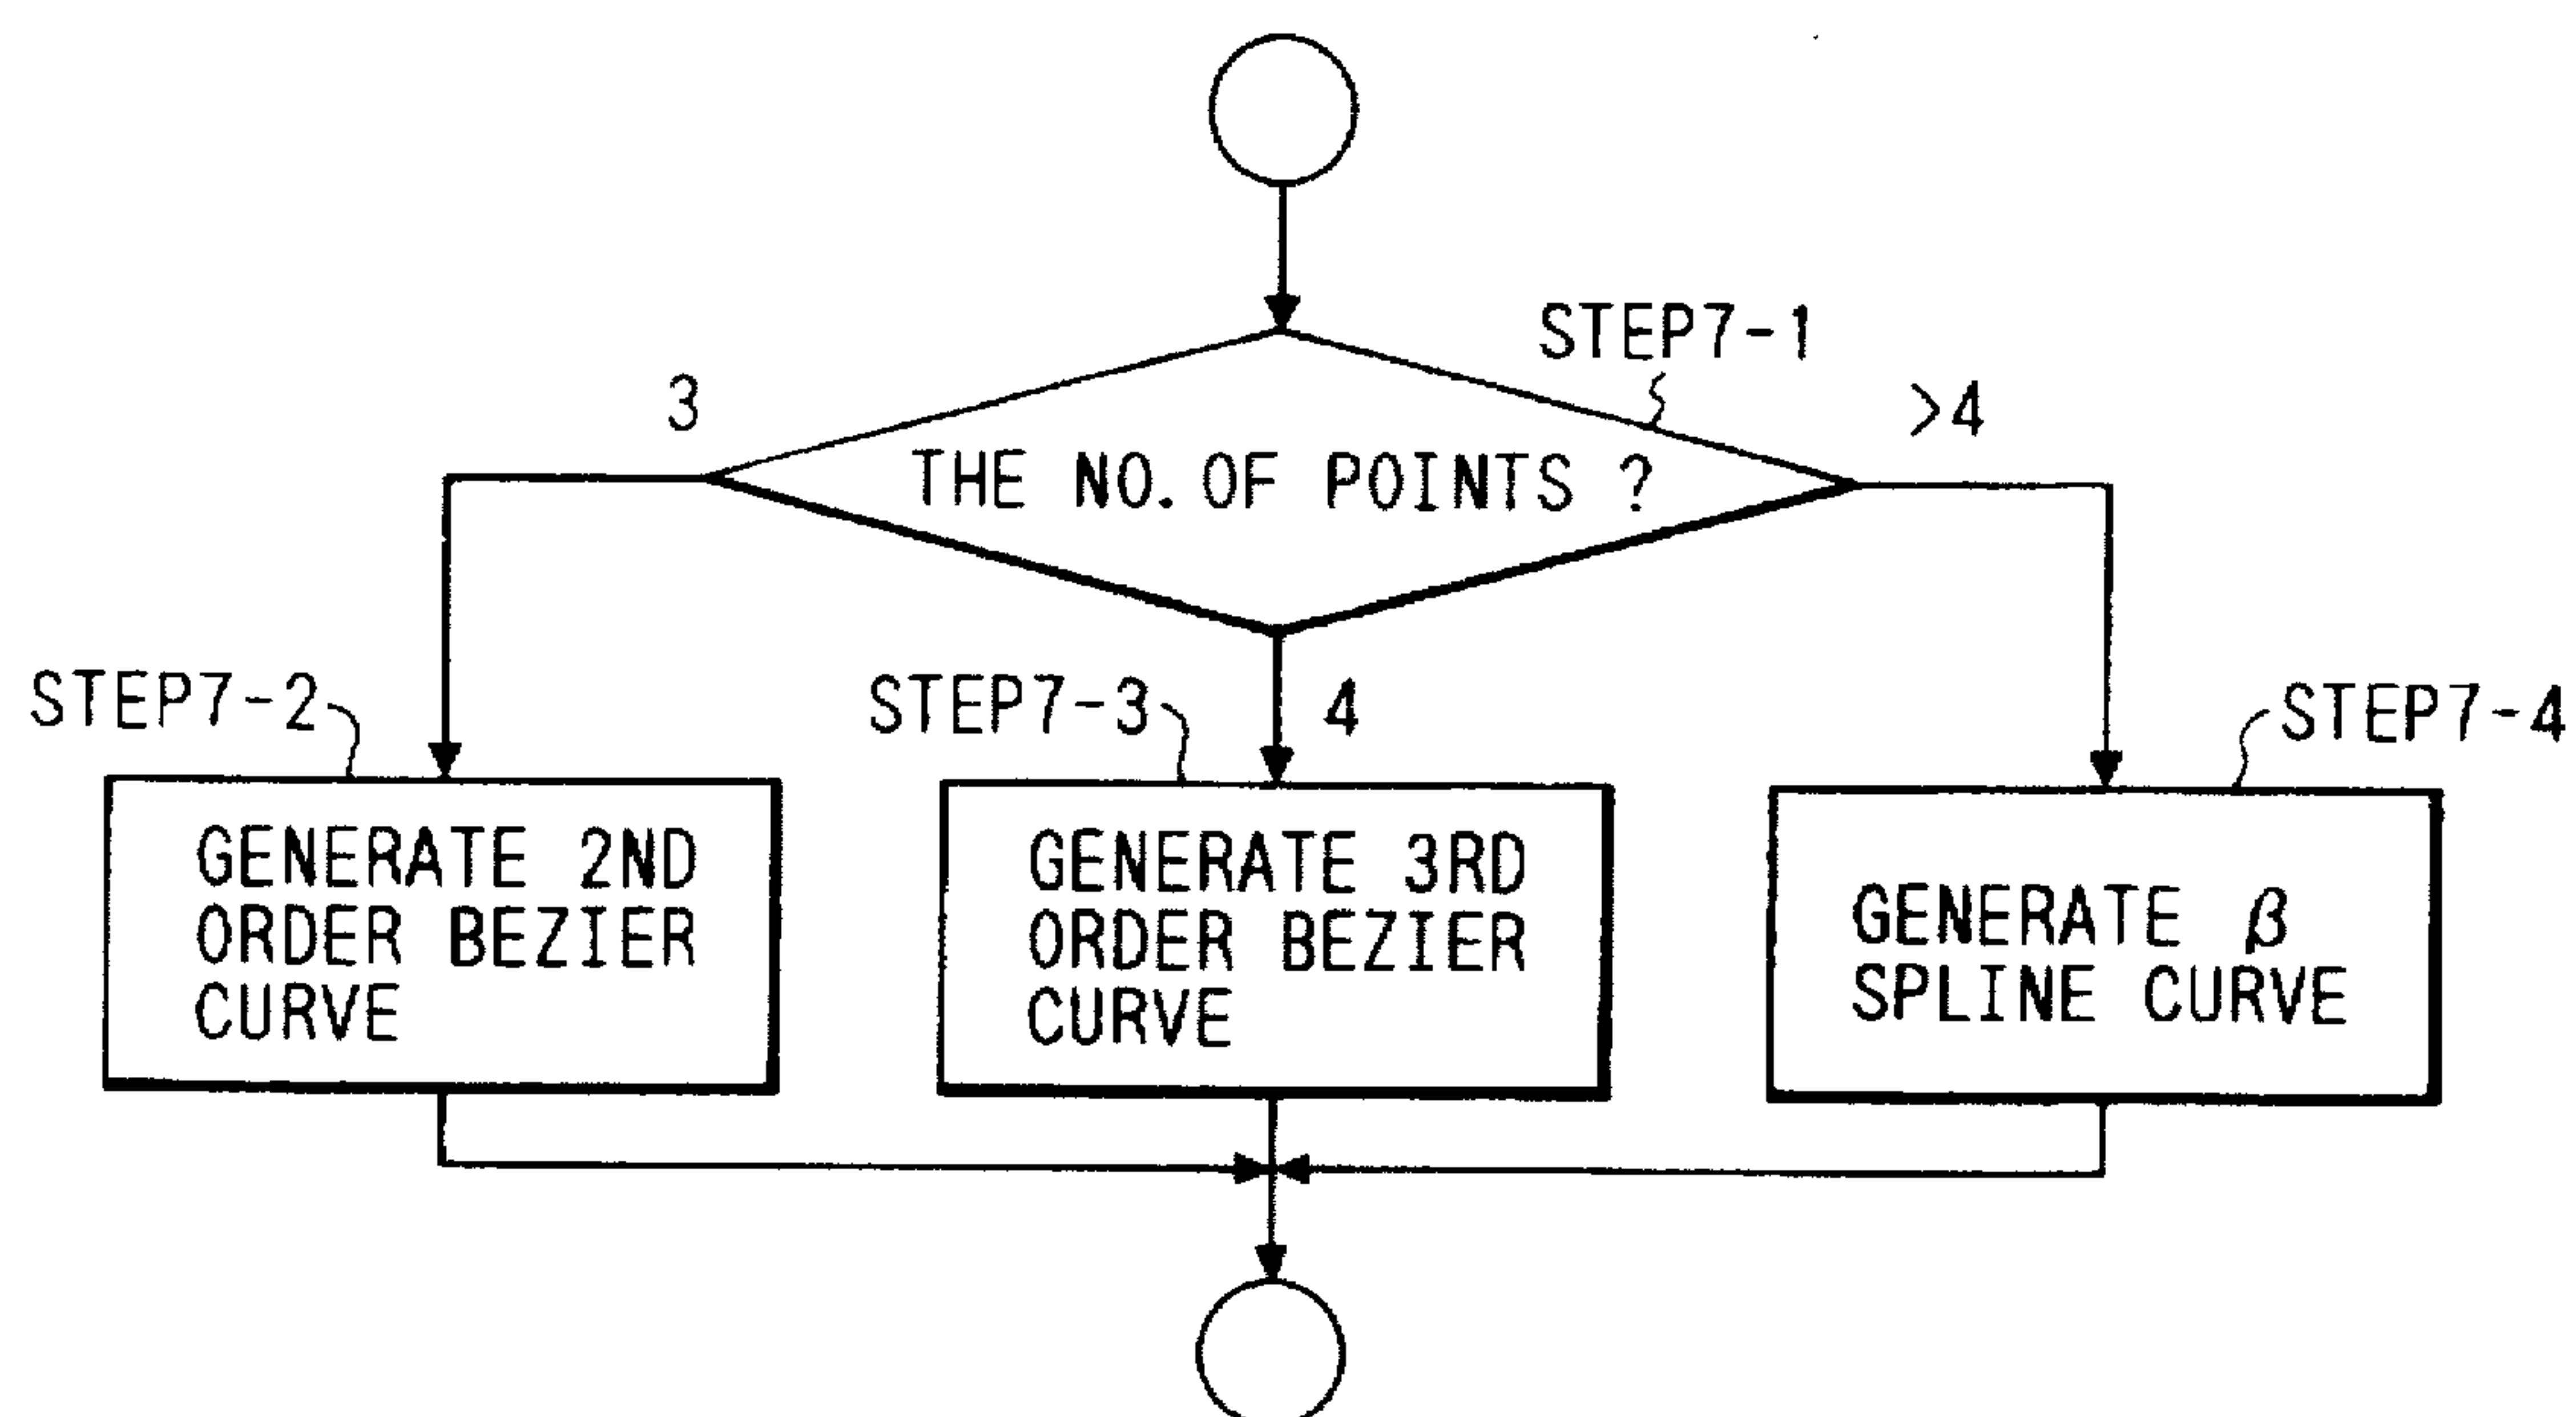 STEP7-1
3
>4
THE NO. OF POINTS ?
STEP7-2
STEP7-3
4
STEP7-4
GENERATE 2ND
ORDER BEZIER
CURVE
GENERATE 3RD
ORDER BEZIER
CURVE
GENERATE β
SPLINE CURVE